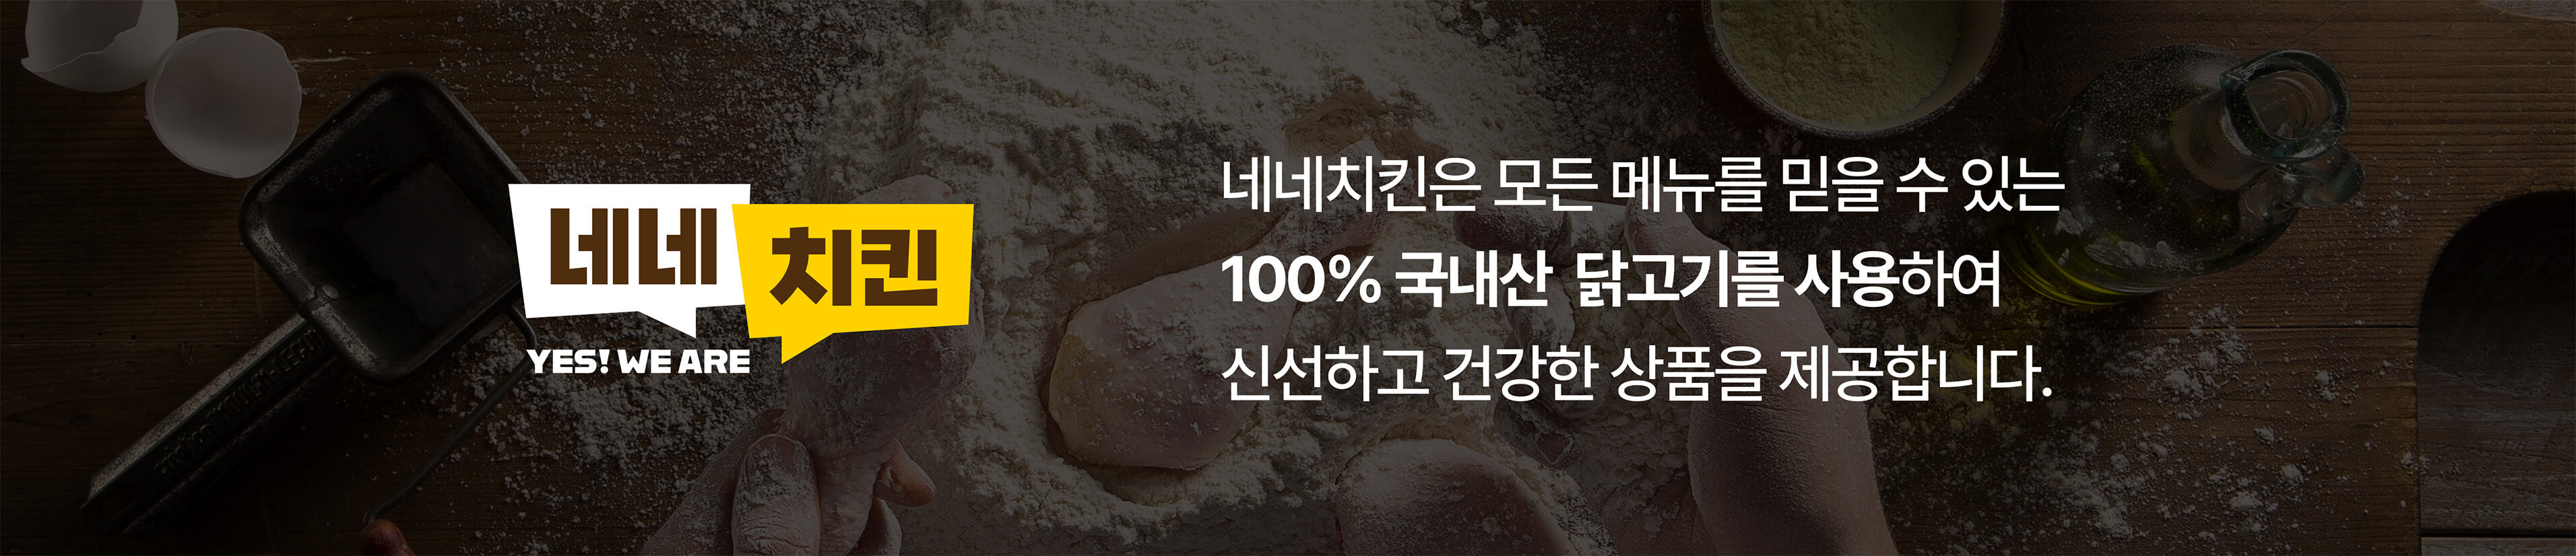 네네
치킨
YES! WE ARE
네네치킨은 모든 메뉴를 믿을 수 있는
100% 국내산 닭고기를 사용하여
신선하고 건강한 상품을 제공합니다.